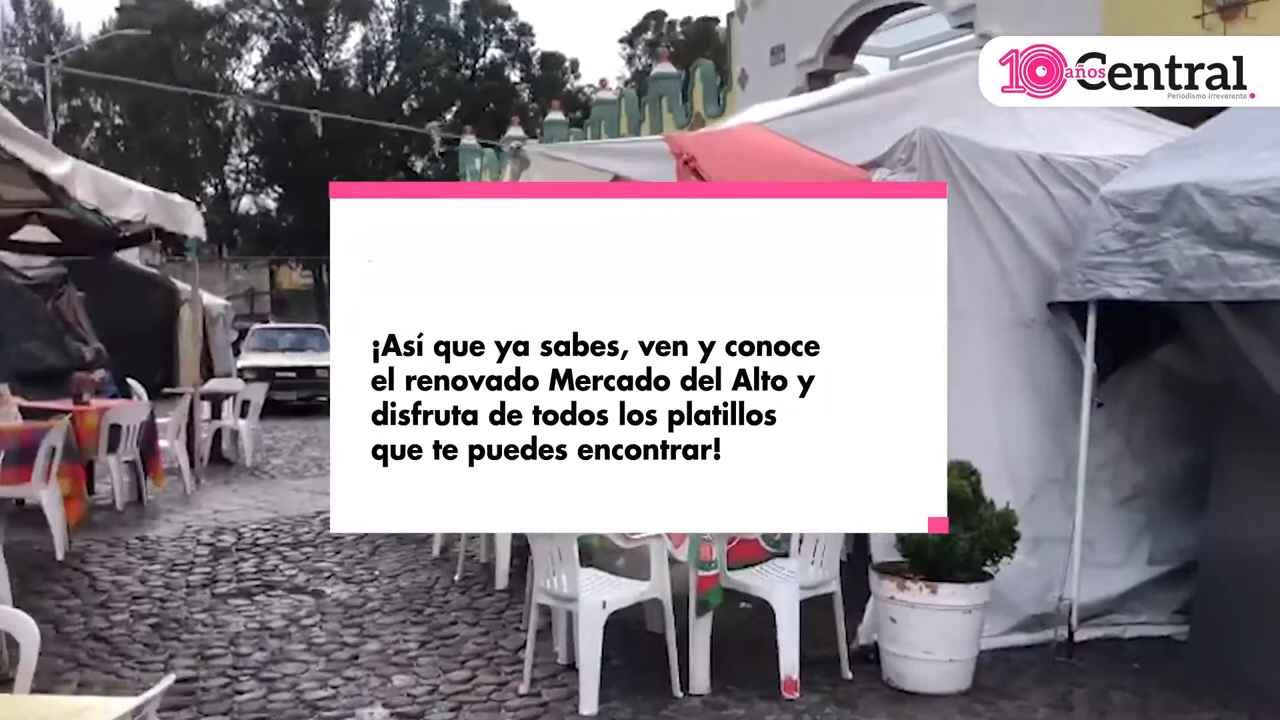 10 años Central.
Periodismo Irreverente
¡Así que ya sabes, ven y conoce
el renovado Mercado del Alto y
disfruta de todos los platillos
que te puedes encontrar!